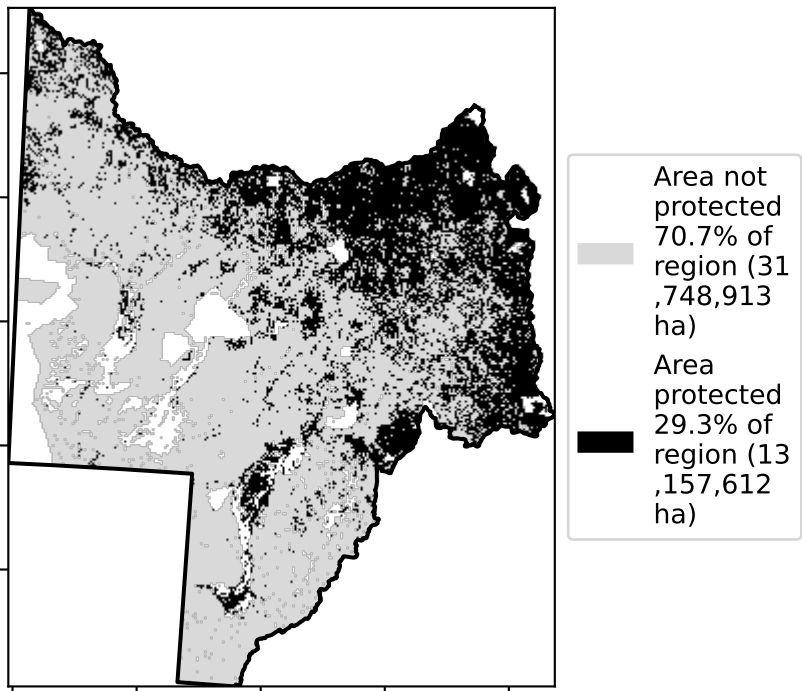 Area not
protected
70.7% of
region (31
,748,913
ha)
Area
protected
29.3% of
region (13
,157,612
ha)